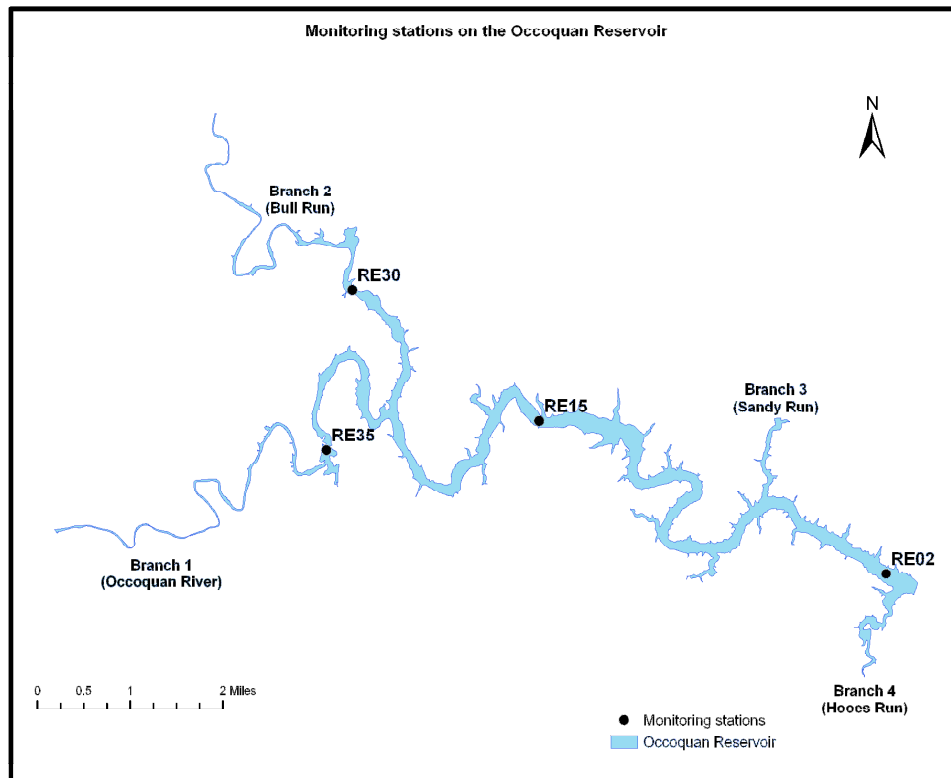 Monitoring stations on the Occoquan Reservoir
N
Branch 2
(Bull Run)
RE30
Branch 3
(Sandy Run)
RE15
RE35
Branch 1
(Occoquan River)
RE02
Branch 4
(Hooes Run)
0 0.5 1 2 Miles
Monitoring stations
Occoquan Reservoir